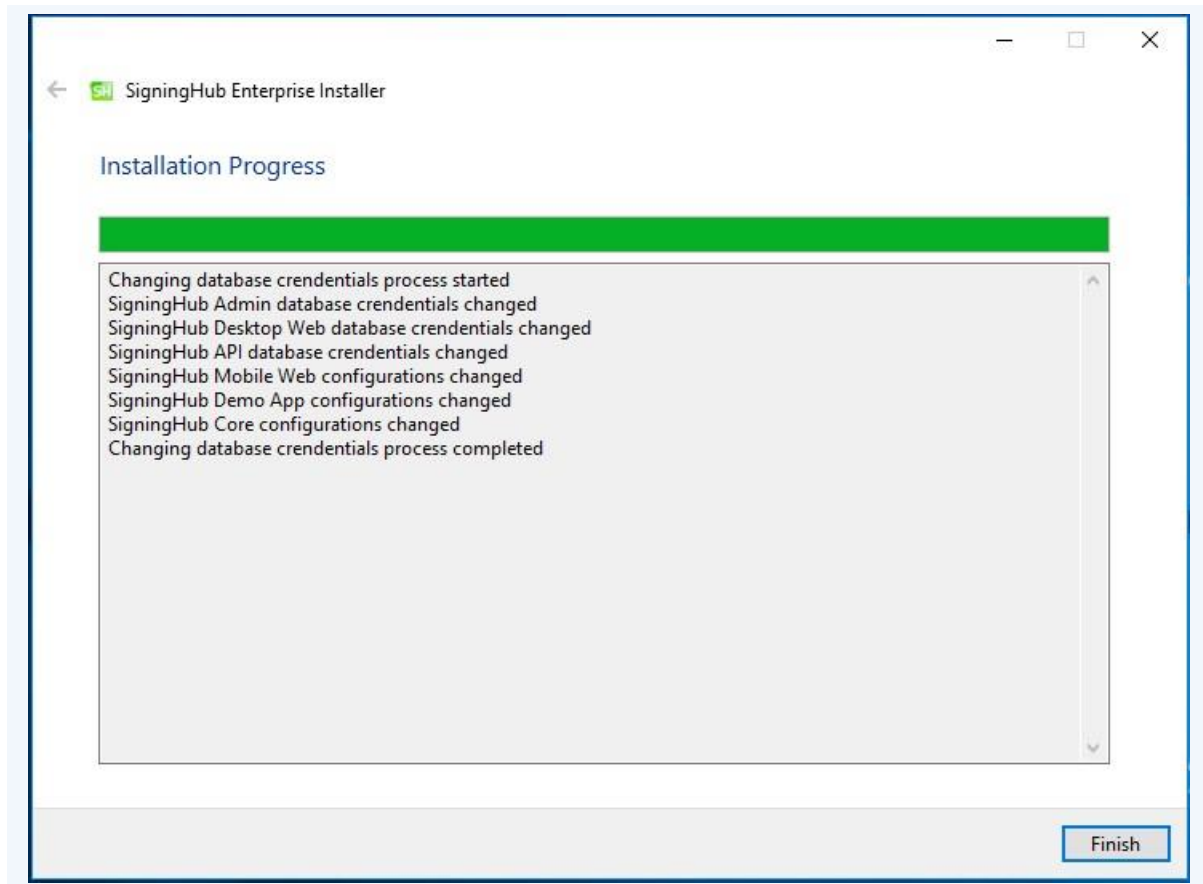 SH SigningHub Enterprise Installer
Installation Progress
Changing database crendentials process started
SigningHub Admin database crendentials changed
SigningHub Desktop Web database crendentials changed
SigningHub API database crendentials changed
SigningHub Mobile Web configurations changed
SigningHub Demo App configurations changed
SigningHub Core configurations changed
Changing database crendentials process completed
Finish